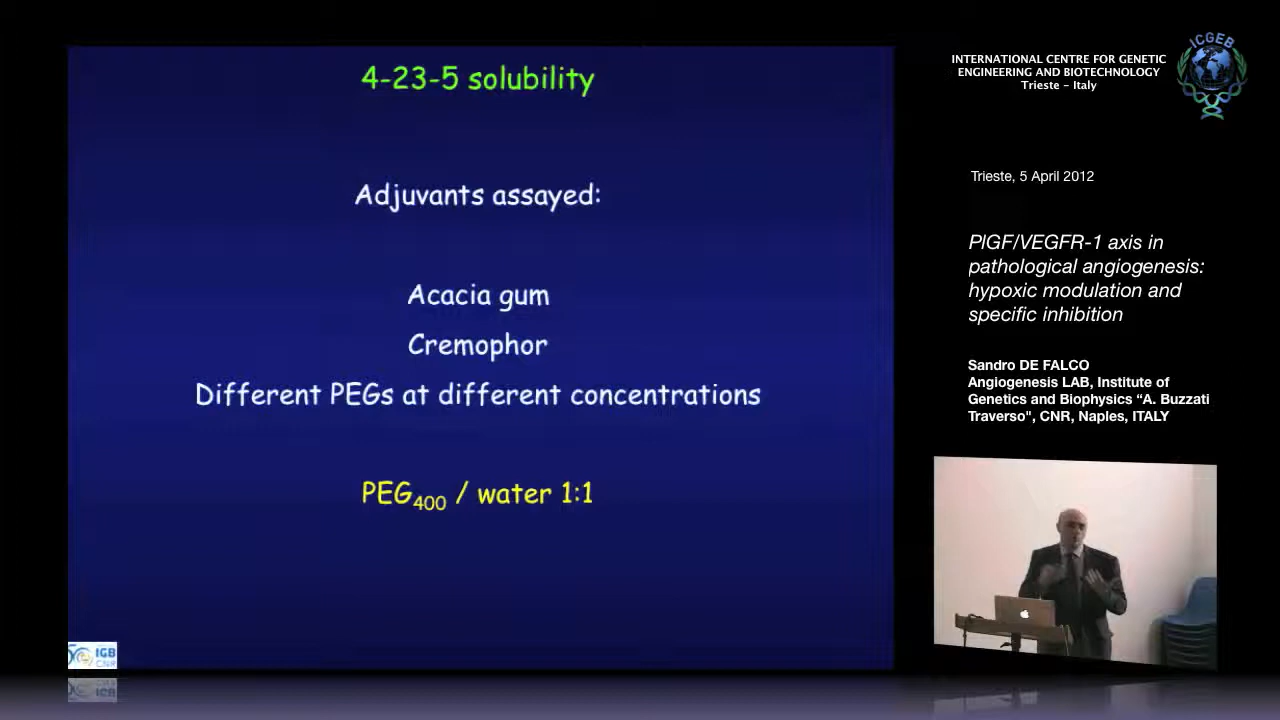 4-23-5 solubility
Adjuvants assayed:
Acacia gum
Cremophor
Different PEGs at different concentrations
PEG400 / water 1:1
IGB
CNR
INTERNATIONAL CENTRE FOR GENETIC
ENGINEERING AND BIOTECHNOLOGY
Trieste - Italy
ICGEB
Trieste, 5 April 2012
PlGF/VEGFR-1 axis in
pathological angiogenesis:
hypoxic modulation and
specific inhibition
Sandro DE FALCO
Angiogenesis LAB, Institute of
Genetics and Biophysics “A. Buzzati
Traverso", CNR, Naples, ITALY